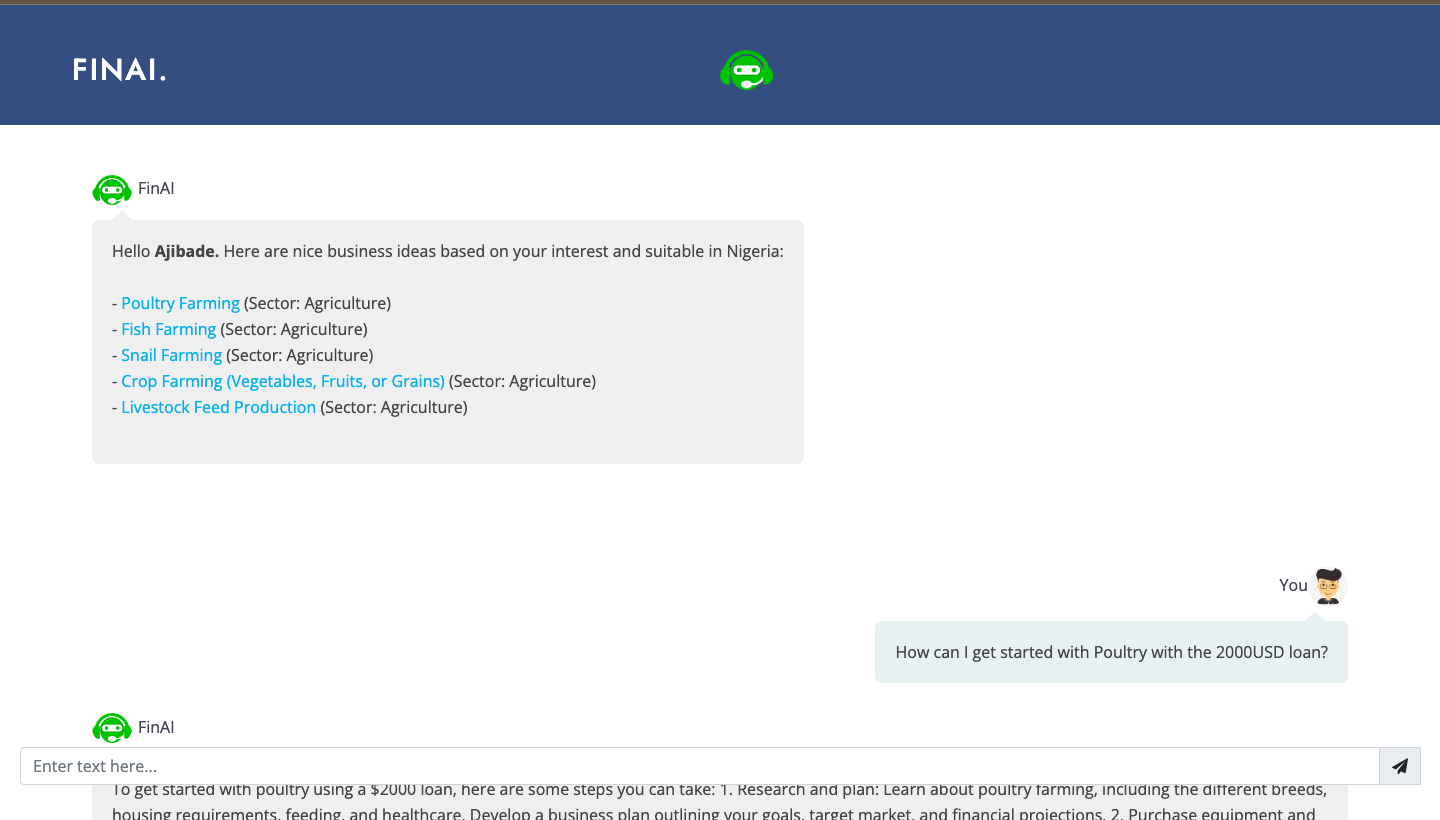 FINAI.
FinAI
Hello Ajibade. Here are nice business ideas based on your interest and suitable in Nigeria:
- Poultry Farming (Sector: Agriculture)
- Fish Farming (Sector: Agriculture)
- Snail Farming (Sector: Agriculture)
- Crop Farming (Vegetables, Fruits, or Grains) (Sector: Agriculture)
- Livestock Feed Production (Sector: Agriculture)
You
How can I get started with Poultry with the 2000USD loan?
FinAI
Enter text here...
To get started with poultry using a $2000 loan, here are some steps you can take: 1. Research and plan: Learn about poultry farming, including the different breeds,
housing requirements, feeding, and healthcare. Develop a business plan outlining your goals, target market, and financial projections. 2. Purchase equipment and